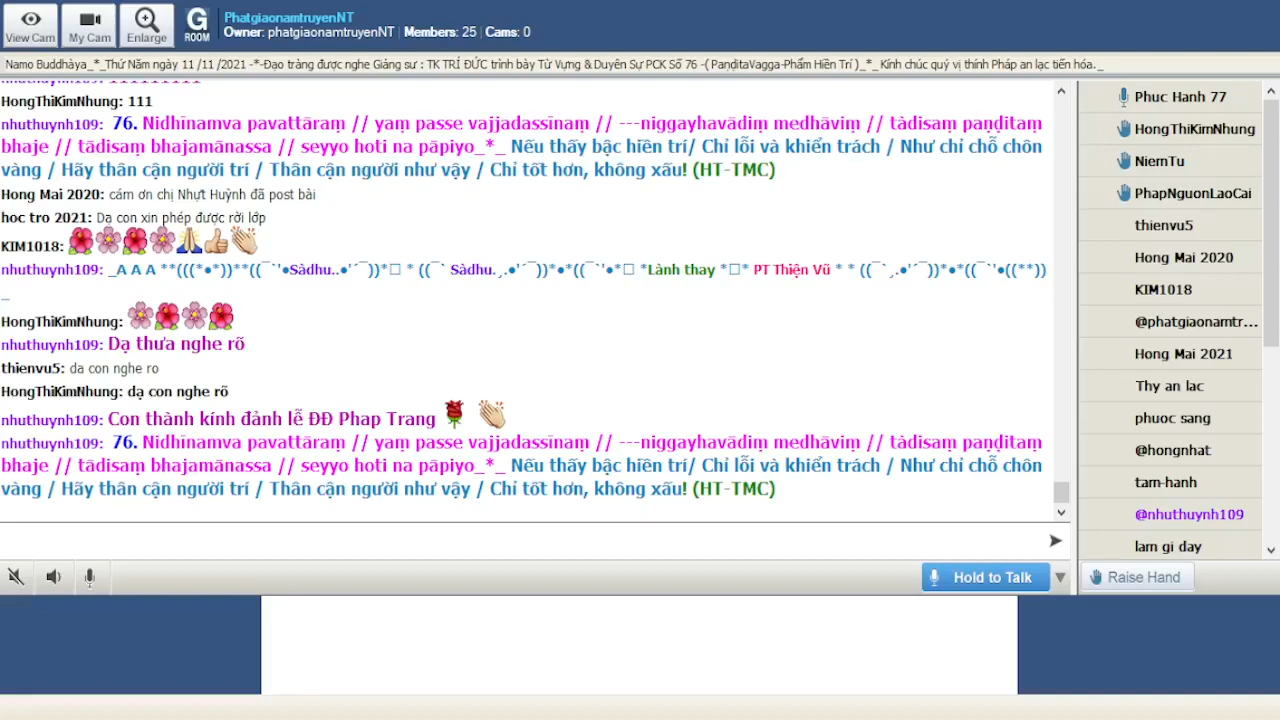 PhatgiaonamtruyenNT
Owner: phatgiaonamtruyenNT | Members: 25 | Cams: 0
View Cam
My Cam
Enlarge
G
ROOM
Namo Buddhàya_*_Thứ Năm ngày 11 /11 /2021 -*-Đạo tràng được nghe Giảng sư : TK TRÍ ĐỨC trình bày Từ Vựng & Duyên Sự PCK Số 76 -( PaṇḍitaVagga-Phẩm Hiền Trí )_*_ Kính chúc quý vị thính Pháp an lạc tiến hóa._
HongThiKimNhung: 111
nhuthuynh109: 76. Nidhīnamva pavattāraṃ // yaṃ passe vajjadassīnaṃ // ---niggayhavādiṃ medhāviṃ // tàdisaṃ paṇḍitaṃ
bhaje // tādisaṃ bhajamānassa // seyyo hoti na pāpiyo_*_ Nếu thấy bậc hiền trí/ Chỉ lỗi và khiển trách / Như chỉ chỗ chôn
vàng / Hãy thân cận người trí / Thân cận người như vậy / Chỉ tốt hơn, không xấu! (HT-TMC)
Hong Mai 2020: cám ơn chị Nhựt Huỳnh đã post bài
hoc tro 2021: Dạ con xin phép được rời lớp
KIM1018:
nhuthuynh109: _A A A **(((*●*))**((¯`'●Sàdhu..●'´¯))*□ * ((¯` Sàdhu.¸.●'´¯))*●*((¯`'●*□ *Lành thay *□* PT Thiện Vũ * * ((¯`¸.●'´¯))*●*((¯`'●((**))
_
HongThiKimNhung:
nhuthuynh109: Dạ thưa nghe rõ
thienvu5: da con nghe ro
HongThiKimNhung: dạ con nghe rõ
nhuthuynh109: Con thành kính đảnh lễ ĐĐ Phap Trang
nhuthuynh109: 76. Nidhīnamva pavattāraṃ // yaṃ passe vajjadassīnaṃ // ---niggayhavādiṃ medhāviṃ // tàdisaṃ paṇḍitaṃ
bhaje // tādisaṃ bhajamānassa // seyyo hoti na pāpiyo_*_ Nếu thấy bậc hiền trí/ Chỉ lỗi và khiển trách / Như chỉ chỗ chôn
vàng / Hãy thân cận người trí / Thân cận người như vậy / Chỉ tốt hơn, không xấu! (HT-TMC)
Phuc Hanh 77
HongThiKimNhung
NiemTu
PhapNguonLaoCai
thienvu5
Hong Mai 2020
KIM1018
@phatgiaonamtr...
Hong Mai 2021
Thy an lac
phuoc sang
@hongnhat
tam-hanh
@nhuthuynh109
lam gi day
Hold to Talk
Raise Hand